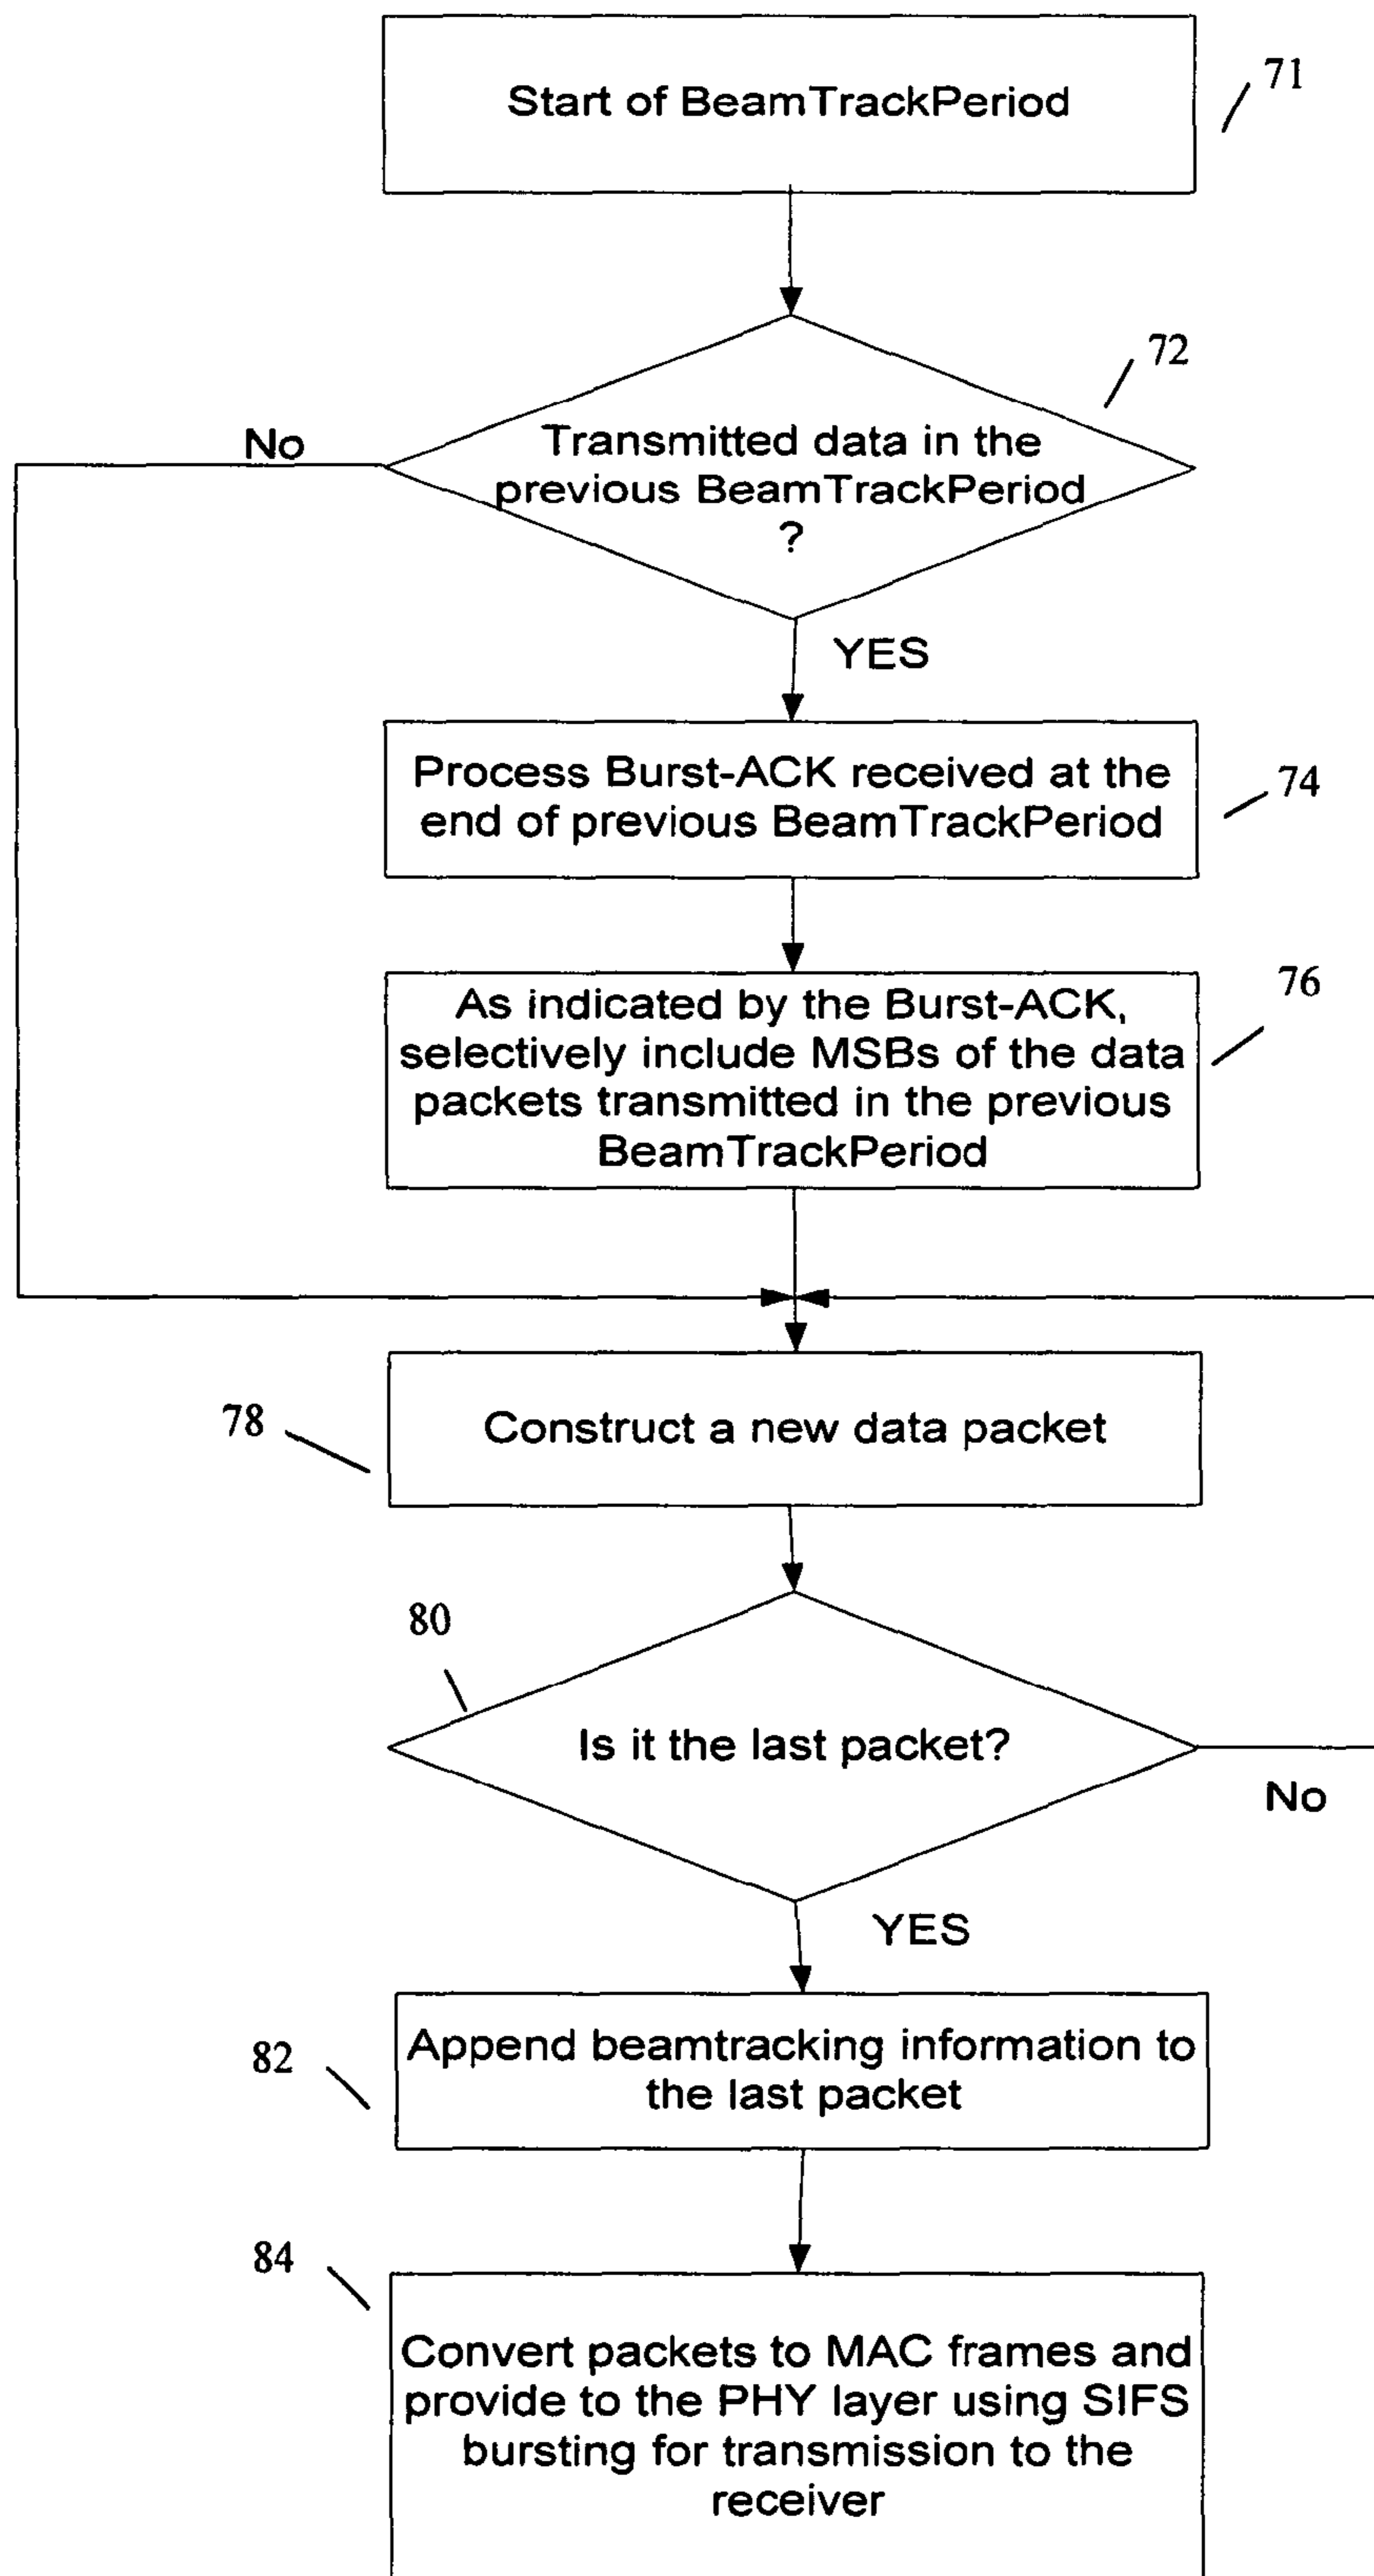 Start of BeamTrackPeriod
71
72
No
Transmitted data in the
previous BeamTrackPeriod
?
YES
Process Burst-ACK received at the
end of previous BeamTrackPeriod
74
As indicated by the Burst-ACK,
selectively include MSBs of the data
packets transmitted in the previous
BeamTrackPeriod
76
78
Construct a new data packet
80
Is it the last packet?
No
YES
82
Append beamtracking information to
the last packet
84
Convert packets to MAC frames and
provide to the PHY layer using SIFS
bursting for transmission to the
receiver